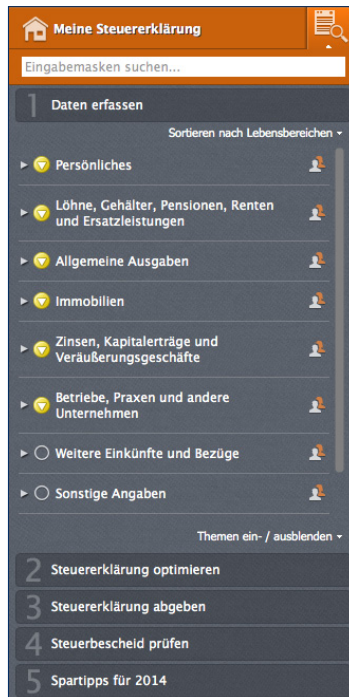 Meine Steuererklärung
Eingabemasken suchen...
1 Daten erfassen
Sortieren nach Lebensbereichen
Persönliches
Löhne, Gehälter, Pensionen, Renten
und Ersatzleistungen
Allgemeine Ausgaben
Immobilien
Zinsen, Kapitalerträge und
Veräußerungsgeschäfte
Betriebe, Praxen und andere
Unternehmen
Weitere Einkünfte und Bezüge
Sonstige Angaben
Themen ein- / ausblenden
2 Steuererklärung optimieren
3 Steuererklärung abgeben
4 Steuerbescheid prüfen
5 Spartipps für 2014